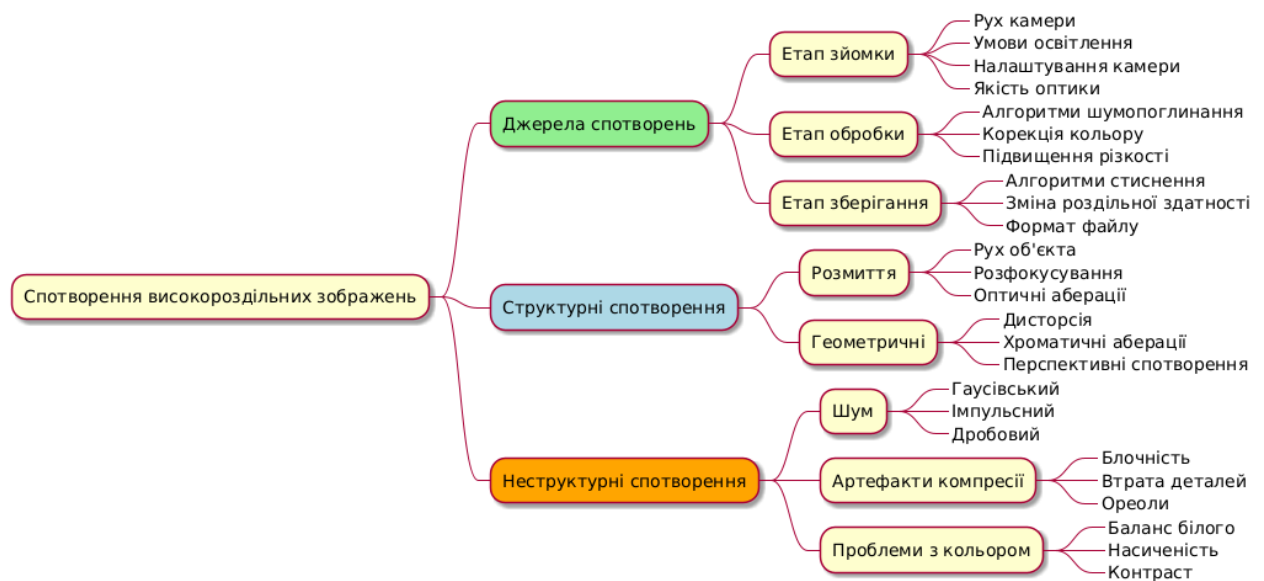 Спотворення високороздільних зображень
Джерела спотворень
Етап зйомки
Рух камери
Умови освітлення
Налаштування камери
Якість оптики
Етап обробки
Алгоритми шумопоглинання
Корекція кольору
Підвищення різкості
Етап зберігання
Алгоритми стиснення
Зміна роздільної здатності
Формат файлу
Структурні спотворення
Розмиття
Рух об'єкта
Розфокусування
Оптичні аберації
Геометричні
Дисторсія
Хроматичні аберації
Перспективні спотворення
Неструктурні спотворення
Шум
Гаусівський
Імпульсний
Дробовий
Артефакти компресії
Блочність
Втрата деталей
Ореоли
Проблеми з кольором
Баланс білого
Насиченість
Контраст